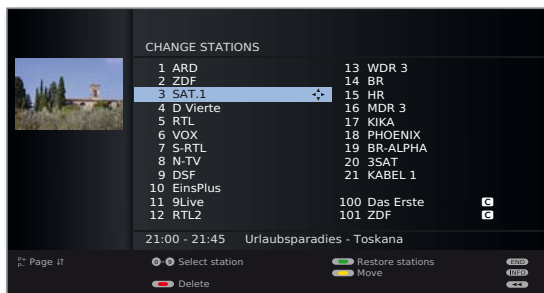 CHANGE STATIONS
1 ARD
2 ZDF
3 SAT.1
4 D Vierte
5 RTL
6 VOX
7 S-RTL
8 N-TV
9 DSF
10 EinsPlus
11 9Live
12 RTL2
13 WDR 3
14 BR
15 HR
16 MDR 3
17 KIKA
18 PHOENIX
19 BR-ALPHA
20 3SAT
21 KABEL 1
100 Das Erste C
101 ZDF C
21:00 - 21:45 Urlaubsparadies - Toskana
P+ P- Page
0-9 Select station
Delete
Restore stations
Move
END
INFO